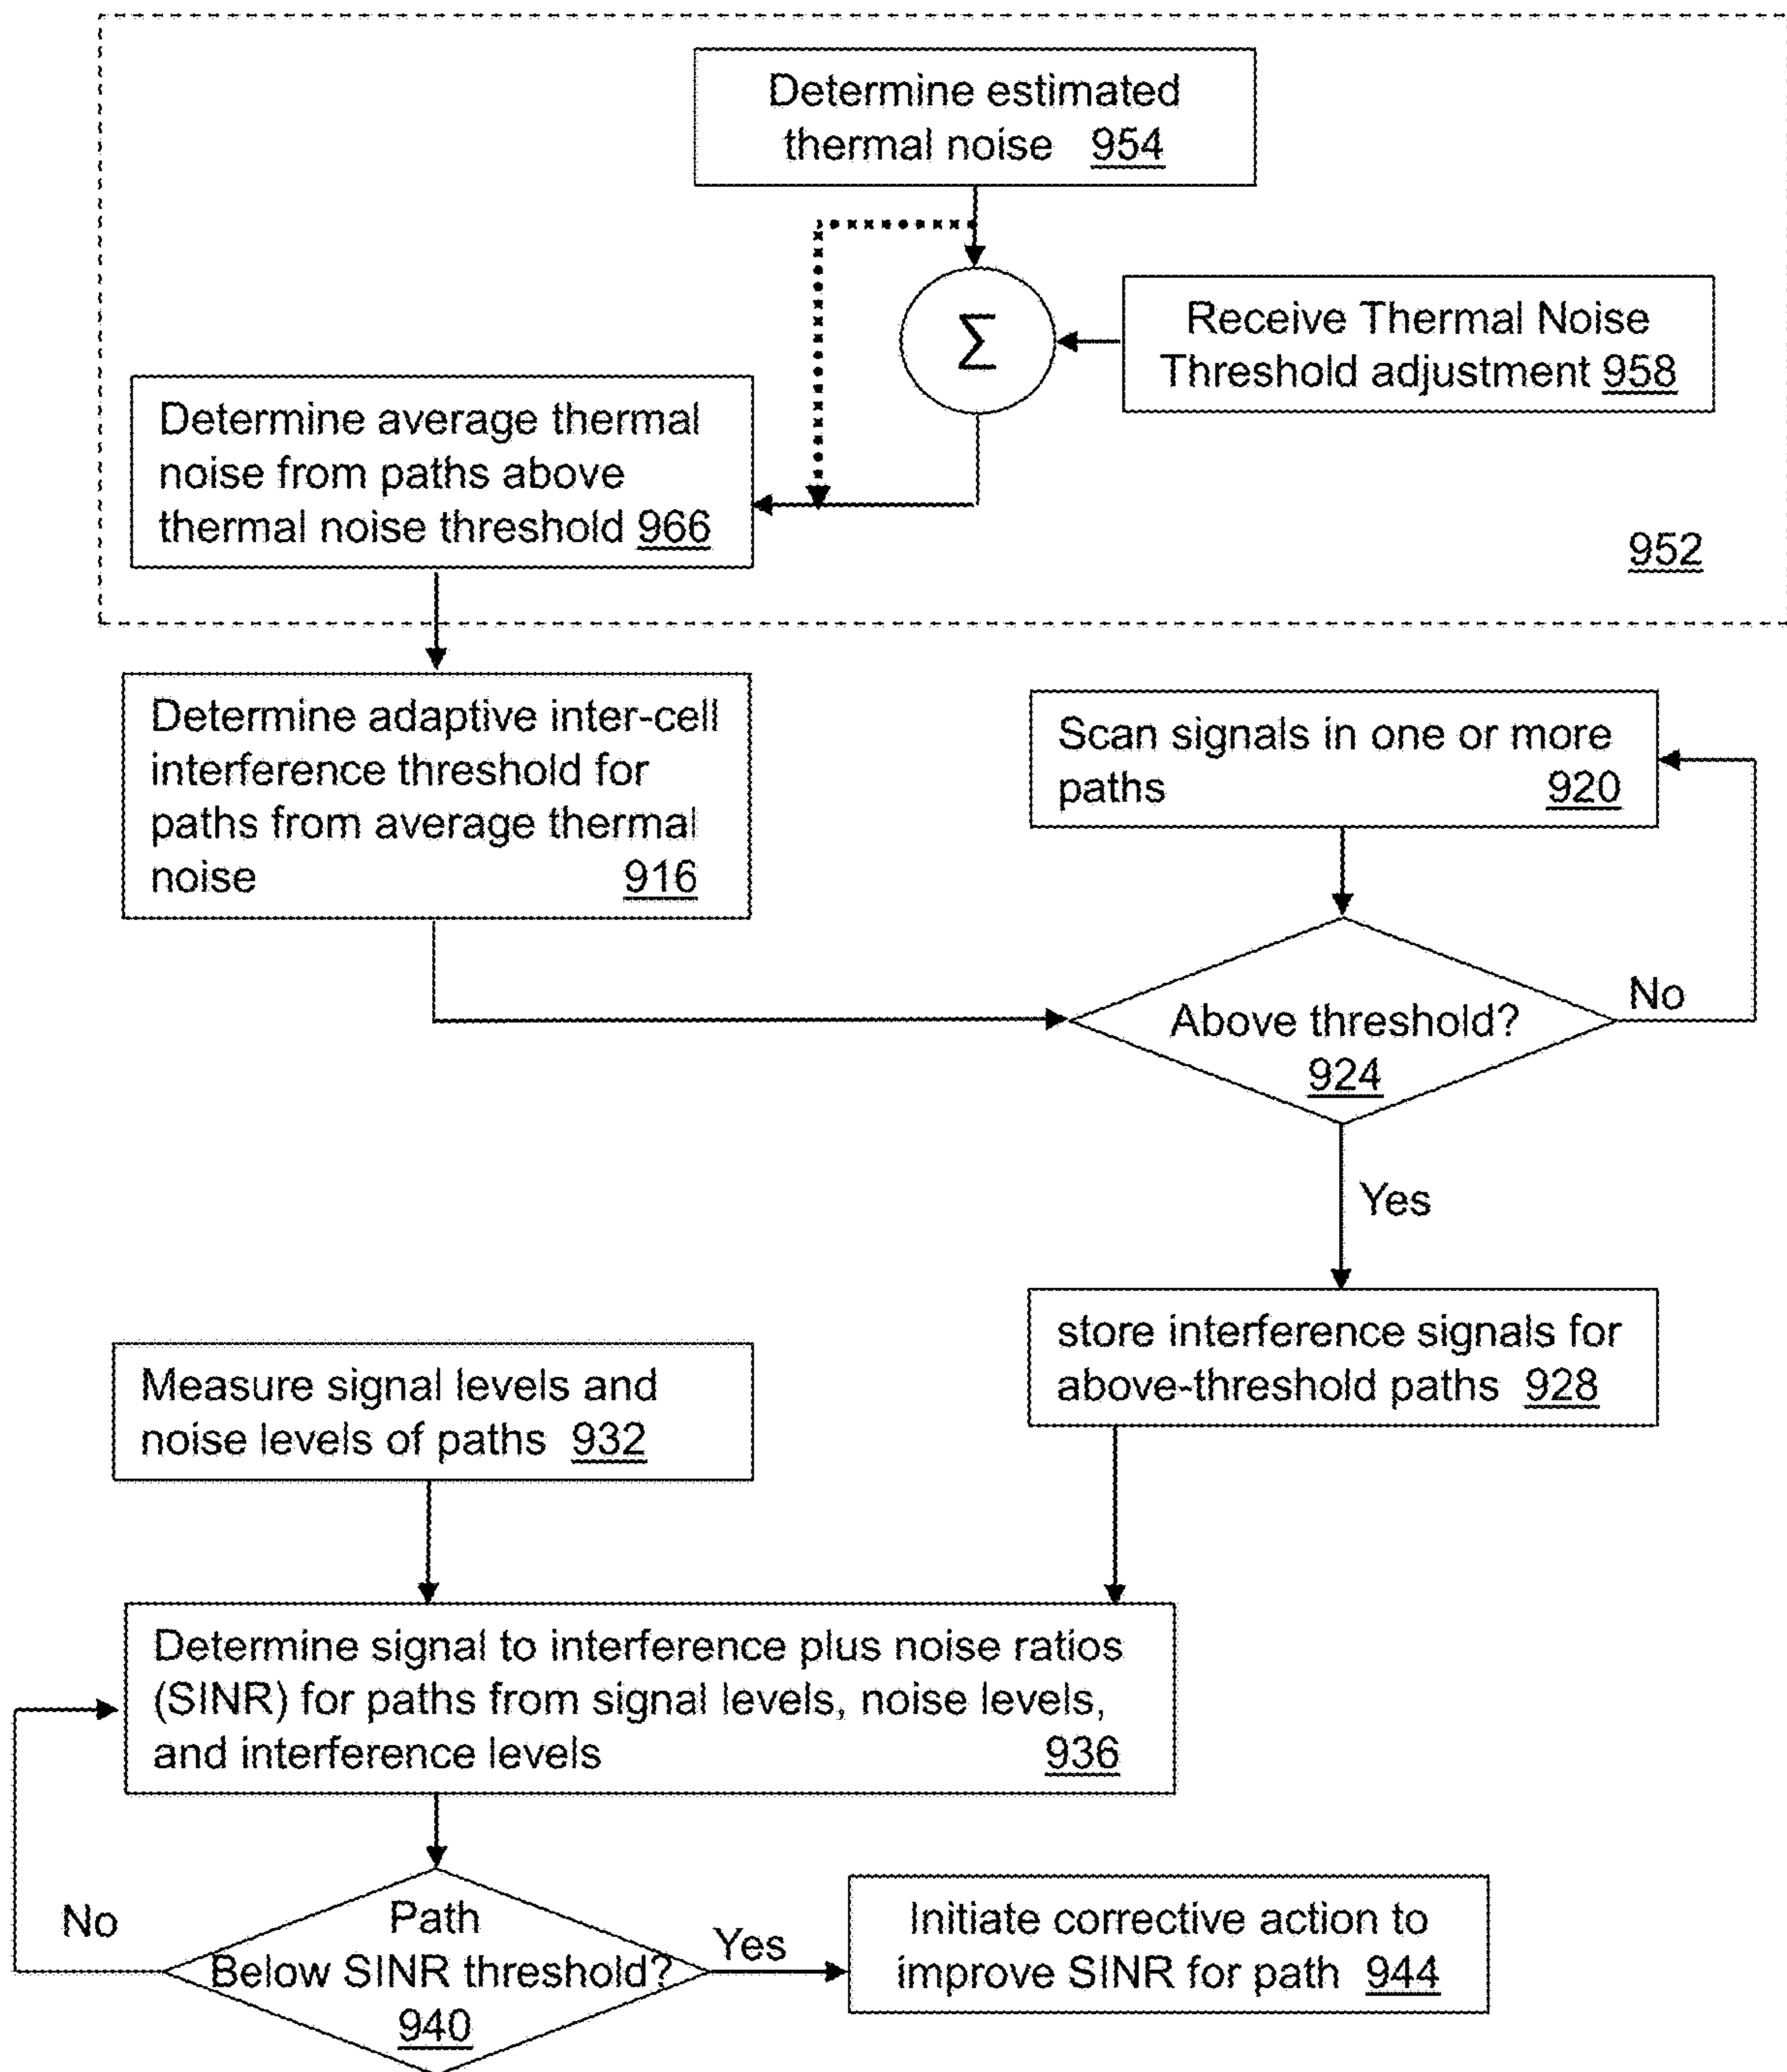 Determine estimated
thermal noise 954
Σ
Receive Thermal Noise
Threshold adjustment 958
Determine average thermal
noise from paths above
thermal noise threshold 966
952
Determine adaptive inter-cell
interference threshold for
paths from average thermal
noise 916
Scan signals in one or more
paths 920
Above threshold?
924
No
Yes
store interference signals for
above-threshold paths 928
Measure signal levels and
noise levels of paths 932
Determine signal to interference plus noise ratios
(SINR) for paths from signal levels, noise levels,
and interference levels 936
No
Path
Below SINR threshold?
940
Yes
Initiate corrective action to
improve SINR for path 944